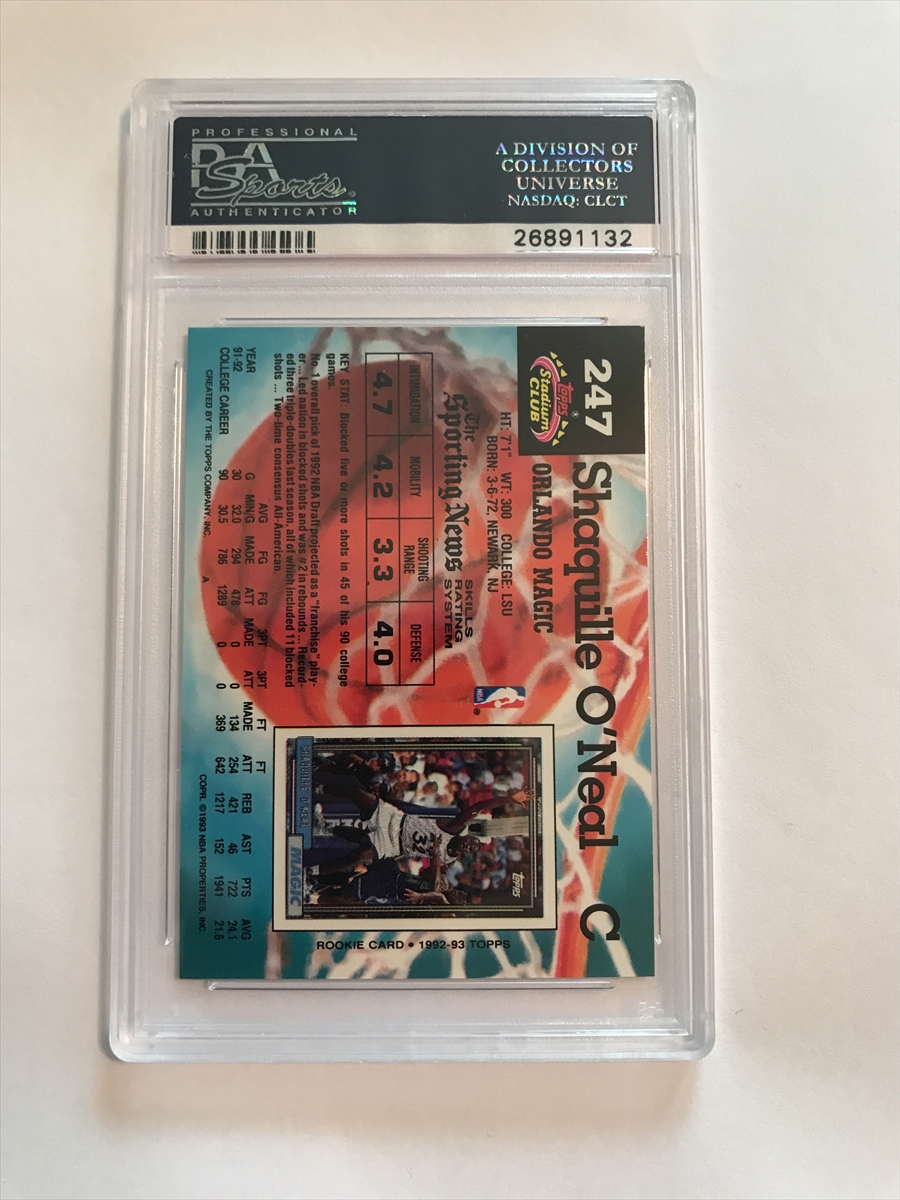 PROFESSIONAL
PSA
Sports
AUTHENTICATOR
A DIVISION OF
COLLECTORS
UNIVERSE
NASDAQ: CLCT
26891132
247
Topps
Stadium
CLUB
Shaquille O'Neal C
ORLANDO MAGIC
HT: 7'1" WT: 300 COLLEGE: LSU
BORN: 3-6-72, NEWARK, NJ
The
Sporting News
SKILLS
RATING
SYSTEM
NBA
INTIMIDATION MOBILITY SHOOTING RANGE DEFENSE
4.7 4.2 3.3 4.0
KEY STAT: Blocked five or more shots in 45 of his 90 college
games.
No. 1 overall pick of 1992 NBA Draft projected as a "franchise" play-
er ... Led nation in blocked shots and was #2 in rebounds ... Record-
ed three triple-doubles last season, all of which included 11 blocked
shots ... Two-time consensus All-American.
YEAR G AVG MIN/G FG MADE FG ATT 3PT MADE 3PT ATT FT MADE FT ATT REB AST PTS AVG
91-92 30 32.0 294 478 0 0 134 254 421 46 722 24.1
COLLEGE CAREER 90 30.5 786 1289 0 0 369 642 1217 152 1941 21.6
CREATED BY THE TOPPS COMPANY, INC. A COPR. ©1993 NBA PROPERTIES, INC.
TOPPS
32
SHAQUILLE O'NEAL
MAGIC
ROOKIE CARD • 1992-93 TOPPS